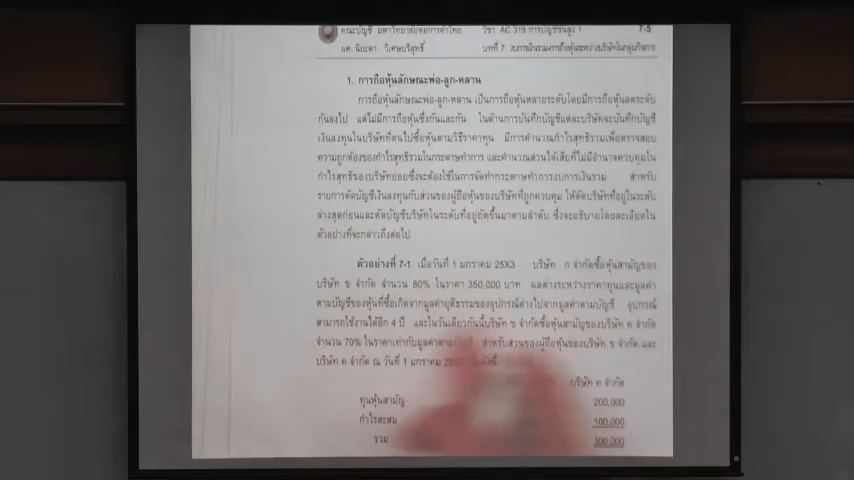 คณะบัญชี มหาวิทยาลัยหอการค้าไทย วิชา AC 319 การบัญชีขั้นสูง 1 7-5
ผศ. นิยะดา วิเศษบริสุทธิ์ บทที่ 7 งบการเงินรวม-การถือหุ้นระหว่างบริษัทในกลุ่มกิจการ
1. การถือหุ้นลักษณะพ่อ-ลูก-หลาน
การถือหุ้นลักษณะพ่อ-ลูก-หลาน เป็นการถือหุ้นหลายระดับโดยมีการถือหุ้นลดระดับ
กันลงไป แต่ไม่มีการถือหุ้นซึ่งกันและกัน ในด้านการบันทึกบัญชีแต่ละบริษัทจะบันทึกบัญชี
เงินลงทุนในบริษัทที่ตนไปซื้อหุ้นตามวิธีราคาทุน มีการคำนวณกำไรสุทธิรวมเพื่อตรวจสอบ
ความถูกต้องของกำไรสุทธิรวมในกระดาษทำการ และคำนวณส่วนได้เสียที่ไม่มีอำนาจควบคุมใน
กำไรสุทธิของบริษัทย่อยซึ่งจะต้องใช้ในการจัดทำกระดาษทำการงบการเงินรวม สำหรับ
รายการตัดบัญชีเงินลงทุนกับส่วนของผู้ถือหุ้นของบริษัทที่ถูกควบคุม ให้ตัดบริษัทที่อยู่ในระดับ
ล่างสุดก่อนและตัดบัญชีบริษัทในระดับที่อยู่ถัดขึ้นมาตามลำดับ ซึ่งจะอธิบายโดยละเอียดใน
ตัวอย่างที่จะกล่าวถึงต่อไป
ตัวอย่างที่ 7-1 เมื่อวันที่ 1 มกราคม 25X3 บริษัท ก จำกัดซื้อหุ้นสามัญของ
บริษัท ข จำกัด จำนวน 80% ในราคา 350,000 บาท ผลต่างระหว่างราคาทุนและมูลค่า
ตามบัญชีของหุ้นที่ซื้อเกิดจากมูลค่ายุติธรรมของอุปกรณ์ต่างไปจากมูลค่าตามบัญชี อุปกรณ์
สามารถใช้งานได้อีก 4 ปี และในวันเดียวกันนี้บริษัท ข จำกัดซื้อหุ้นสามัญของบริษัท ค จำกัด
จำนวน 70% ในราคาเท่ากับมูลค่าตาม สำหรับส่วนของผู้ถือหุ้นของบริษัท ข จำกัด และ
บริษัท ค จำกัด ณ วันที่ 1 มกราคม
บริษัท ค จำกัด
ทุนหุ้นสามัญ 200,000
กำไรสะสม 100,000
รวม 300,000